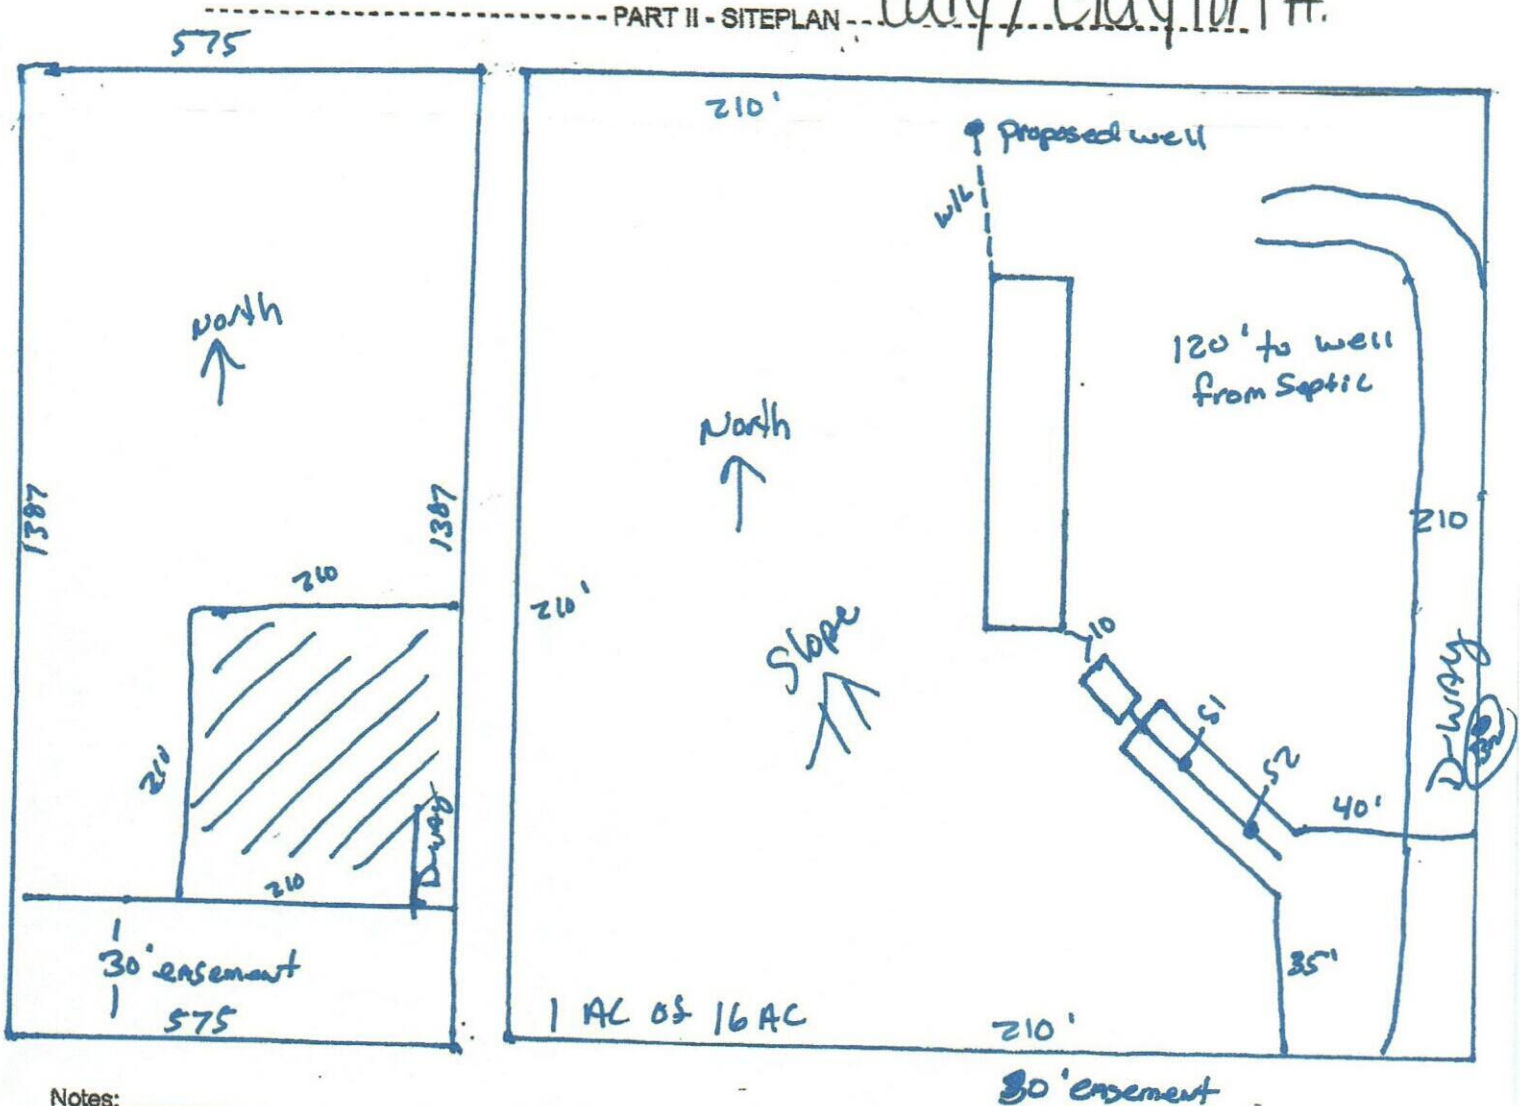 PART II - SITEPLAN
575
North
1387
1387
210
210
210
D-way
30' easement
575
210'
proposed well
w/L
120' to well
from Septic
North
210'
Slope
10
S1
S2
210
D-way
40'
35'
1 AC of 16 AC
210'
30' easement
Notes: